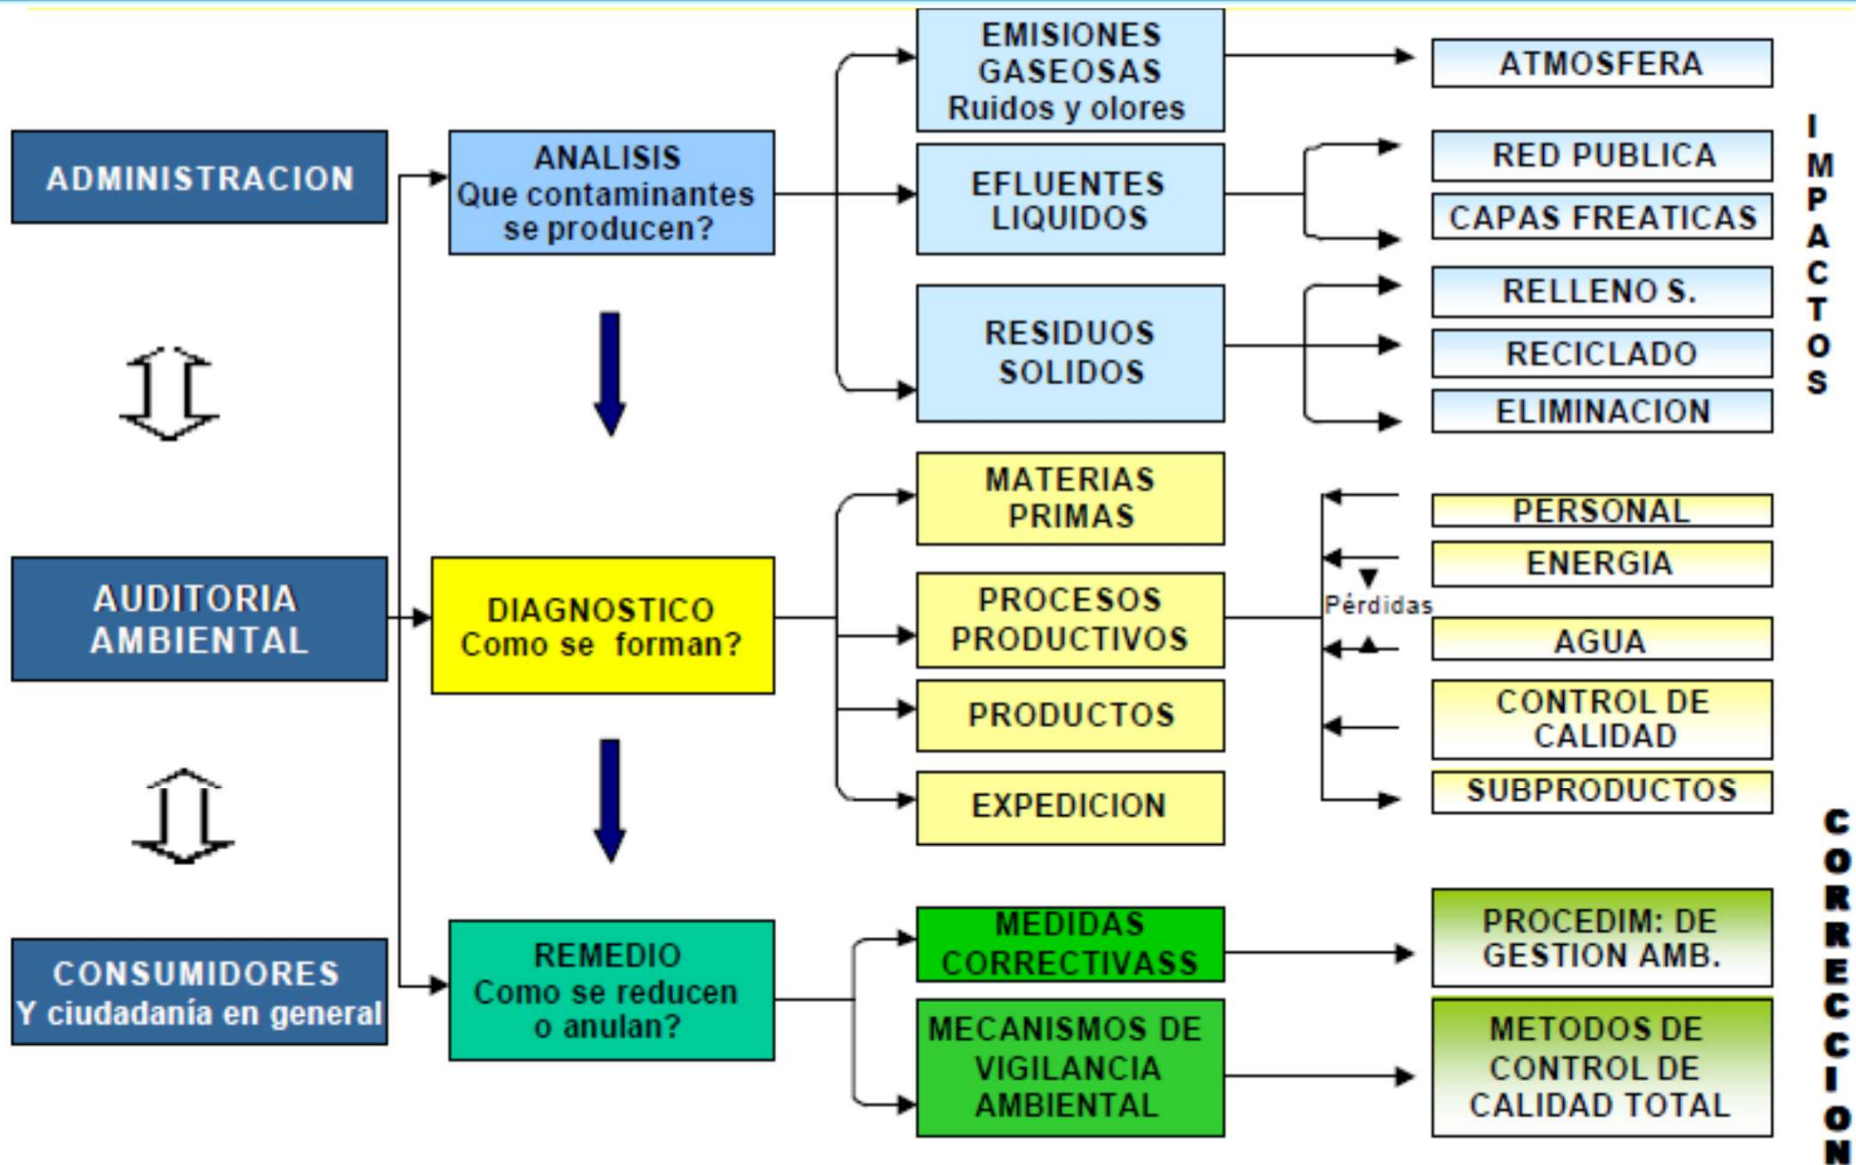 ADMINISTRACION
AUDITORIA
AMBIENTAL
CONSUMIDORES
Y ciudadanía en general
ANALISIS
Que contaminantes
se producen?
DIAGNOSTICO
Como se forman?
REMEDIO
Como se reducen
o anulan?
EMISIONES
GASEOSAS
Ruidos y olores
EFLUENTES
LIQUIDOS
RESIDUOS
SOLIDOS
MATERIAS
PRIMAS
PROCESOS
PRODUCTIVOS
PRODUCTOS
EXPEDICION
MEDIDAS
CORRECTIVASS
MECANISMOS DE
VIGILANCIA
AMBIENTAL
ATMOSFERA
RED PUBLICA
CAPAS FREATICAS
RELLENO S.
RECICLADO
ELIMINACION
PERSONAL
ENERGIA
Pérdidas
AGUA
CONTROL DE
CALIDAD
SUBPRODUCTOS
PROCEDIM: DE
GESTION AMB.
METODOS DE
CONTROL DE
CALIDAD TOTAL
IMPACTOS
CORRECCION